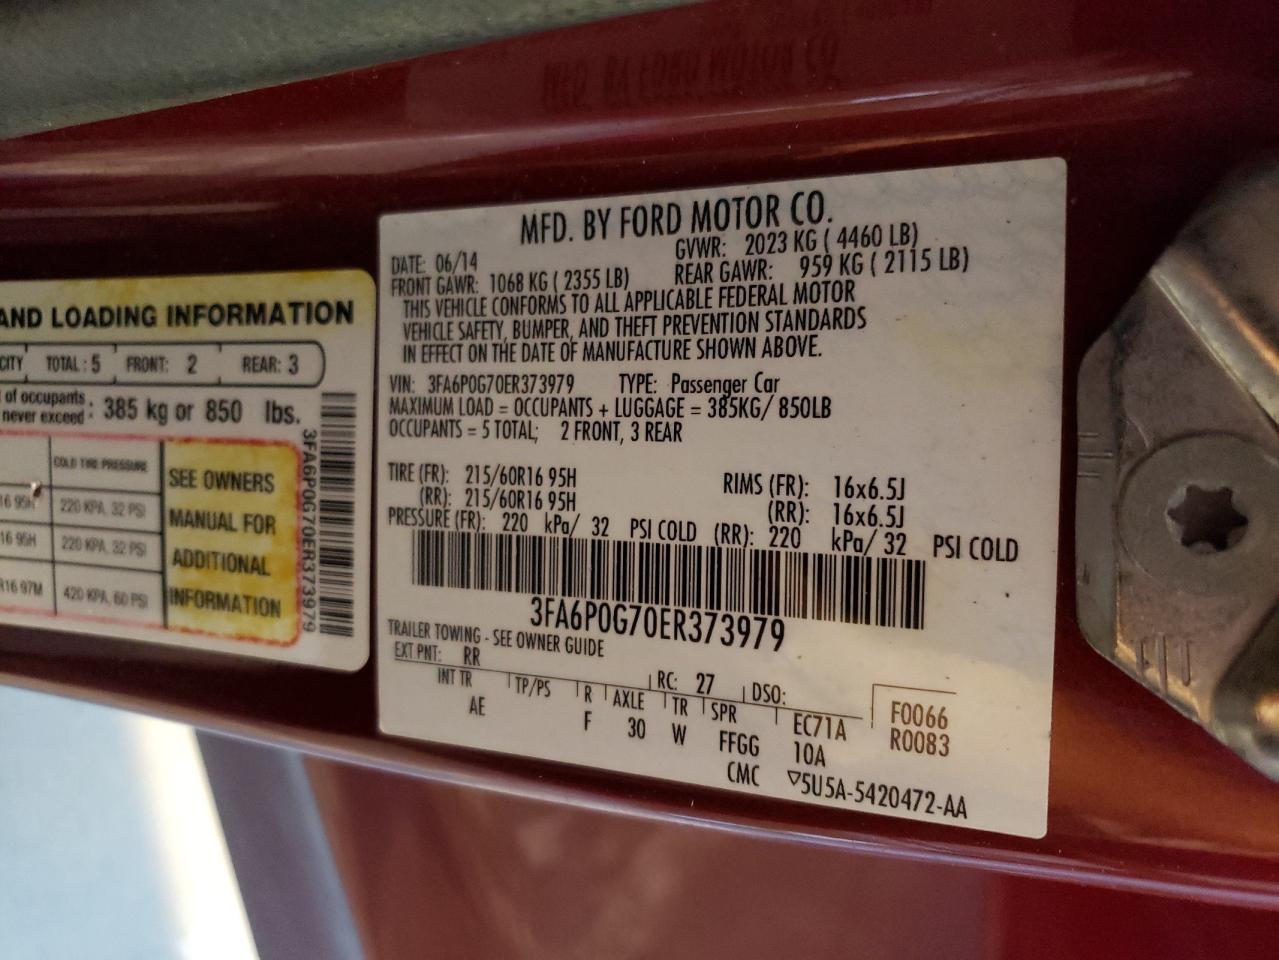 AND LOADING INFORMATION
CITY TOTAL: 5 FRONT: 2 REAR: 3
of occupants
never exceed : 385 kg or 850 lbs.
COLD TIRE PRESSURE
16 95H 220 KPA, 32 PSI
16 95H 220 KPA, 32 PSI
R16 97M 420 KPA, 60 PSI
SEE OWNERS
MANUAL FOR
ADDITIONAL
INFORMATION
3FA6P0G70ER373979
MFD. BY FORD MOTOR CO.
DATE: 06/14 GVWR: 2023 KG ( 4460 LB)
FRONT GAWR: 1068 KG ( 2355 LB) REAR GAWR: 959 KG ( 2115 LB)
THIS VEHICLE CONFORMS TO ALL APPLICABLE FEDERAL MOTOR
VEHICLE SAFETY, BUMPER, AND THEFT PREVENTION STANDARDS
IN EFFECT ON THE DATE OF MANUFACTURE SHOWN ABOVE.
VIN: 3FA6P0G70ER373979 TYPE: Passenger Car
MAXIMUM LOAD = OCCUPANTS + LUGGAGE = 385KG/ 850LB
OCCUPANTS = 5 TOTAL; 2 FRONT, 3 REAR
TIRE (FR): 215/60R16 95H RIMS (FR): 16x6.5J
(RR): 215/60R16 95H (RR): 16x6.5J
PRESSURE (FR): 220 kPa/ 32 PSI COLD (RR): 220 kPa/ 32 PSI COLD
3FA6P0G70ER373979
TRAILER TOWING - SEE OWNER GUIDE
EXT PNT: RR RC: 27 DSO:
INT TR TP/PS R AXLE TR SPR EC71A F0066
AE F 30 W FFGG 10A R0083
CMC ▽5U5A-5420472-AA